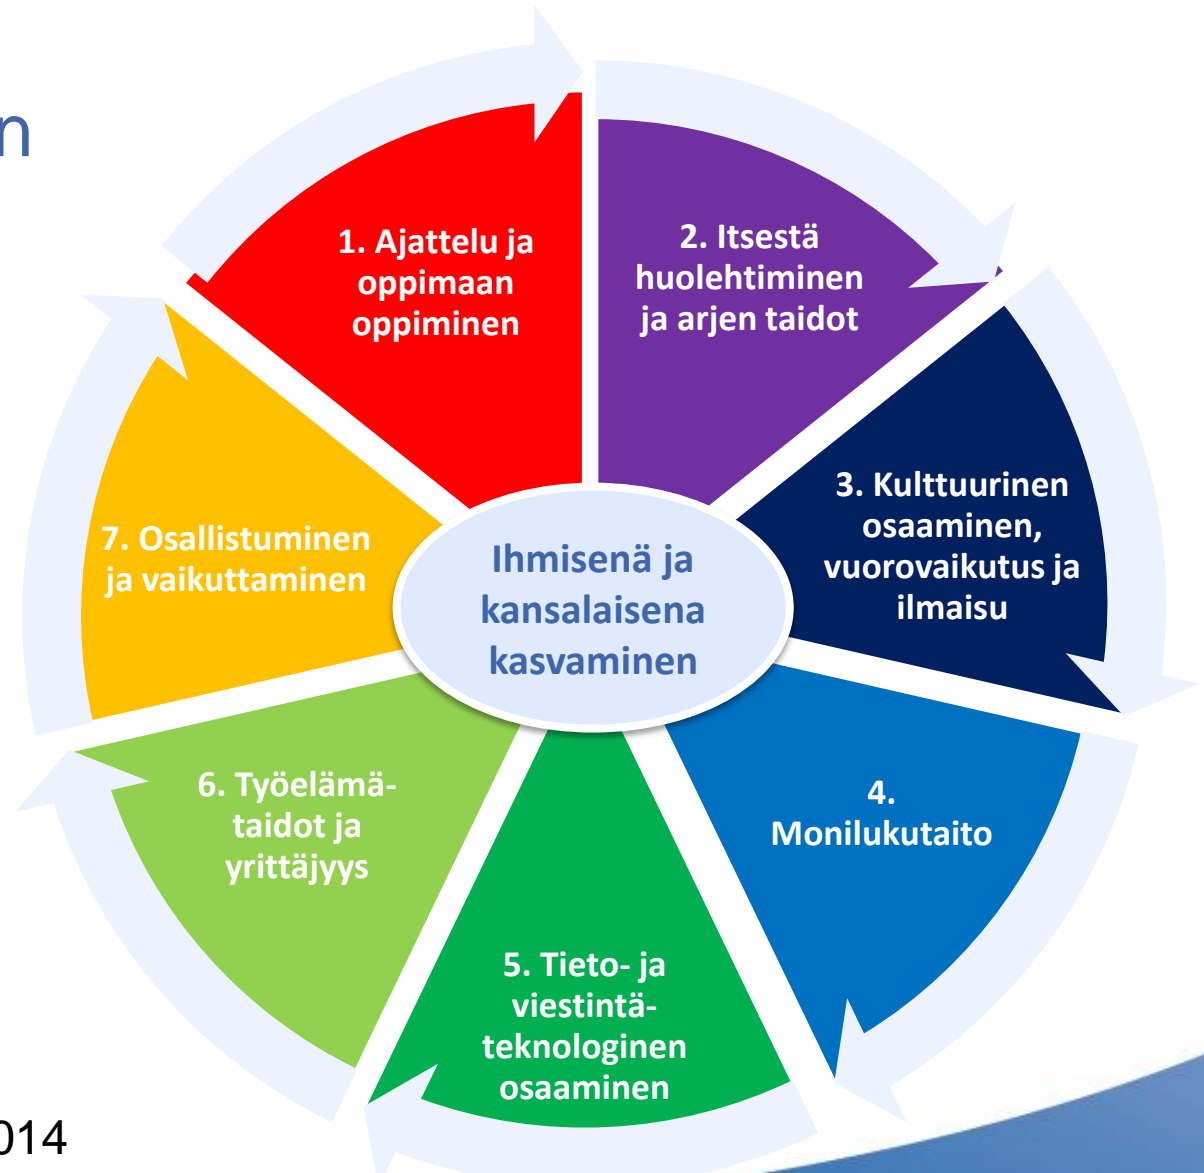 n
1. Ajattelu ja
oppimaan
oppiminen
2. Itsestä
huolehtiminen
ja arjen taidot
3. Kulttuurinen
osaaminen,
vuorovaikutus ja
ilmaisu
4.
Monilukutaito
5. Tieto- ja
viestintä-
teknologinen
osaaminen
6. Työelämä-
taidot ja
yrittäjyys
7. Osallistuminen
ja vaikuttaminen
Ihmisenä ja
kansalaisena
kasvaminen
014